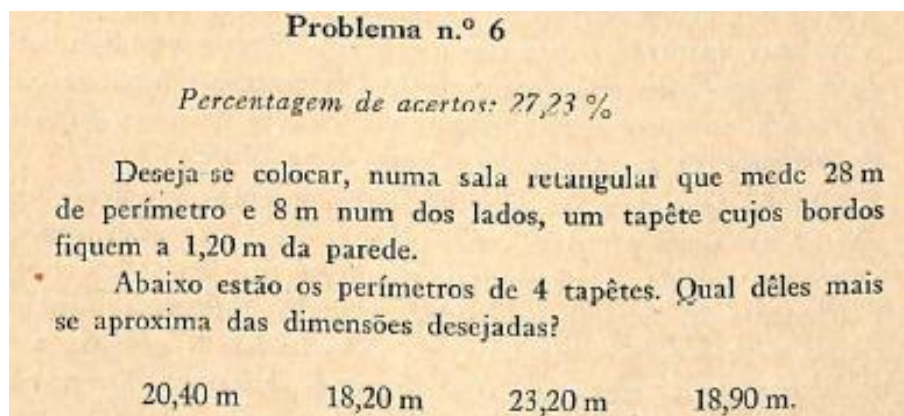 Problema n.º 6
Percentagem de acertos: 27,23 %
Deseja-se colocar, numa sala retangular que mede 28 m
de perímetro e 8 m num dos lados, um tapête cujos bordos
fiquem a 1,20 m da parede.
Abaixo estão os perímetros de 4 tapêtes. Qual dêles mais
se aproxima das dimensões desejadas?
20,40 m 18,20 m 23,20 m 18,90 m.